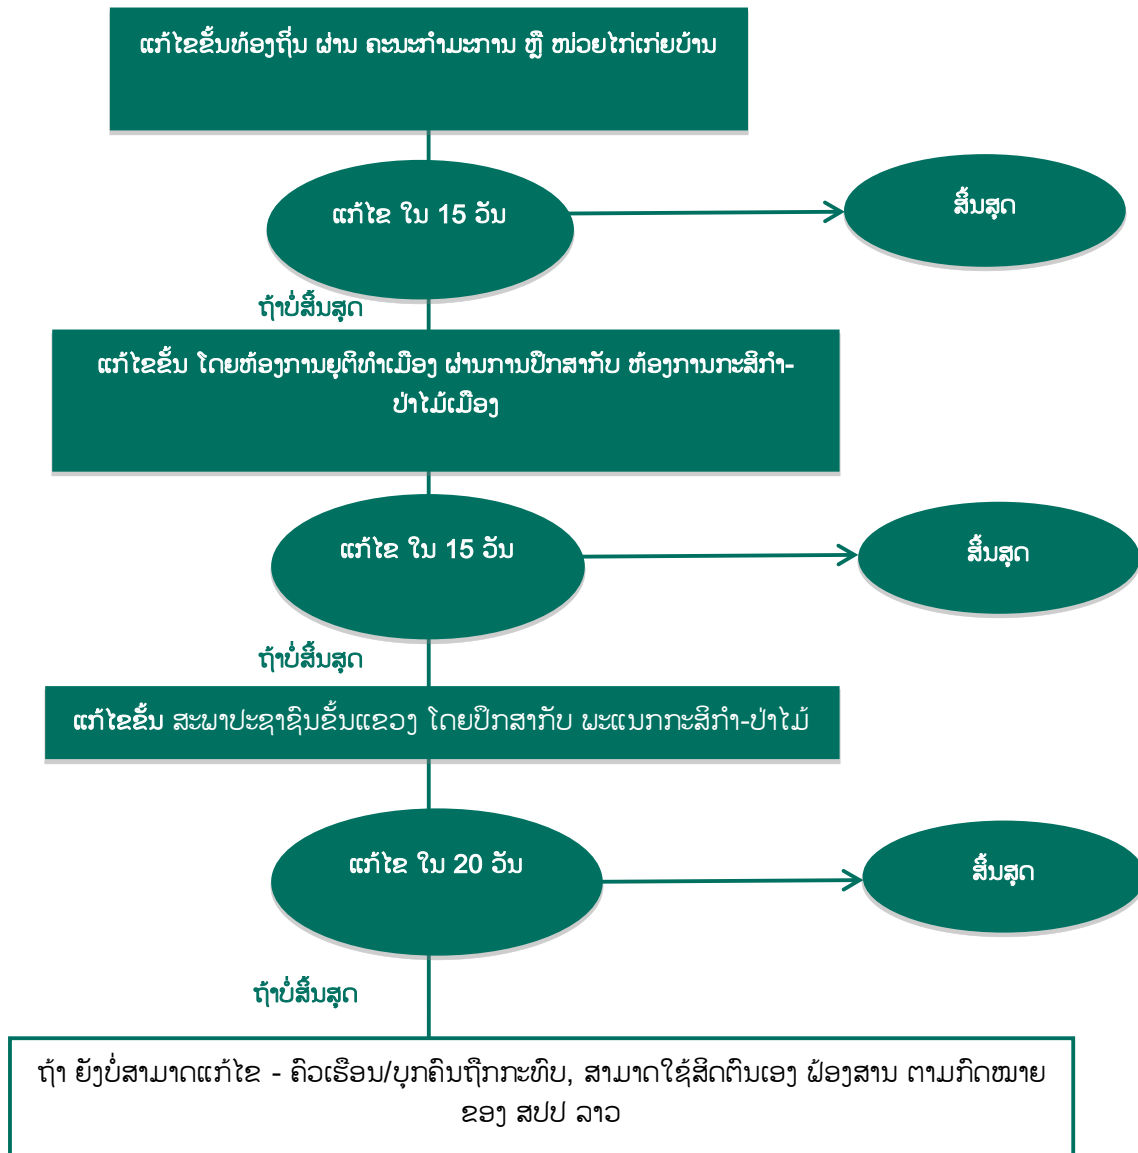 ແກ້ໄຂຂັ້ນທ້ອງຖິ່ນ ຜ່ານ ຄະນະກຳມະການ ຫຼື ໜ່ວຍໄກ່ເກ່ຍບ້ານ
ແກ້ໄຂ ໃນ 15 ວັນ
ສິ້ນສຸດ
ຖ້າບໍ່ສິ້ນສຸດ
ແກ້ໄຂຂັ້ນ ໂດຍຫ້ອງການຍຸຕິທຳເມືອງ ຜ່ານການປຶກສາກັບ ຫ້ອງການກະສິກຳ-
ປ່າໄມ້ເມືອງ
ແກ້ໄຂ ໃນ 15 ວັນ
ສິ້ນສຸດ
ຖ້າບໍ່ສິ້ນສຸດ
ແກ້ໄຂຂັ້ນ ສະພາປະຊາຊົນຂັ້ນແຂວງ ໂດຍປຶກສາກັບ ພະແນກກະສິກຳ-ປ່າໄມ້
ແກ້ໄຂ ໃນ 20 ວັນ
ສິ້ນສຸດ
ຖ້າບໍ່ສິ້ນສຸດ
ຖ້າ ຍັງບໍ່ສາມາດແກ້ໄຂ - ຄົວເຮືອນ/ບຸກຄົນຖືກກະທົບ, ສາມາດໃຊ້ສິດຕົນເອງ ຟ້ອງສານ ຕາມກົດໝາຍ
ຂອງ ສປປ ລາວ